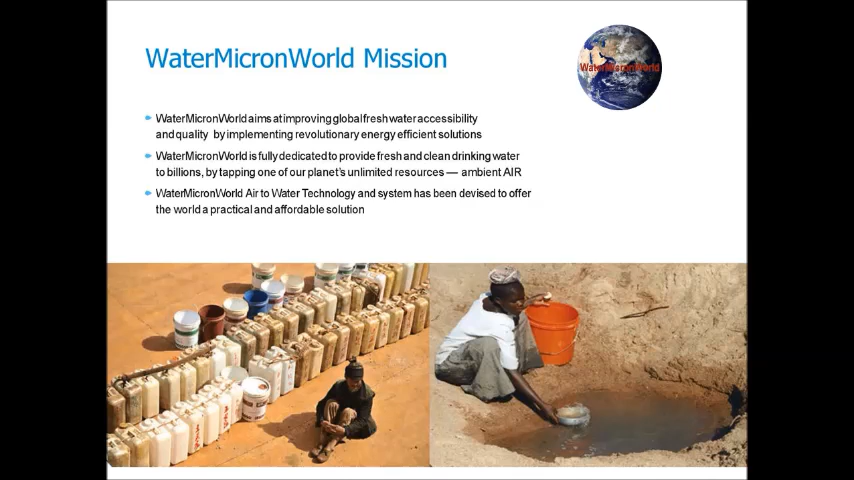 WaterMicronWorld Mission
WaterMicronWorld
WaterMicronWorld aims at improving global fresh water accessibility
and quality by implementing revolutionary energy efficient solutions
WaterMicronWorld is fully dedicated to provide fresh and clean drinking water
to billions, by tapping one of our planet's unlimited resources — ambient AIR
WaterMicronWorld Air to Water Technology and system has been devised to offer
the world a practical and affordable solution